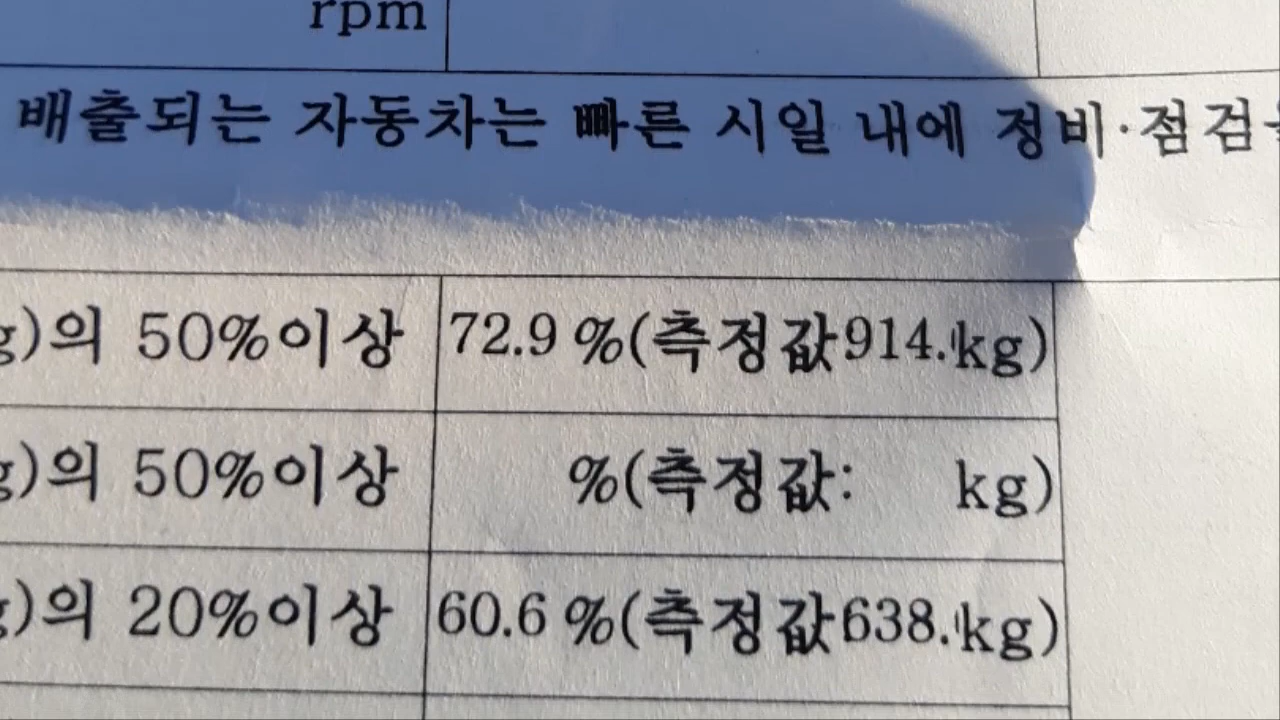 rpm
배출되는 자동차는 빠른 시일 내에 정비·점검을
g)의 50%이상 72.9 %(측정값914.kg)
g)의 50%이상 %(측정값: kg)
g)의 20%이상 60.6 %(측정값638.kg)